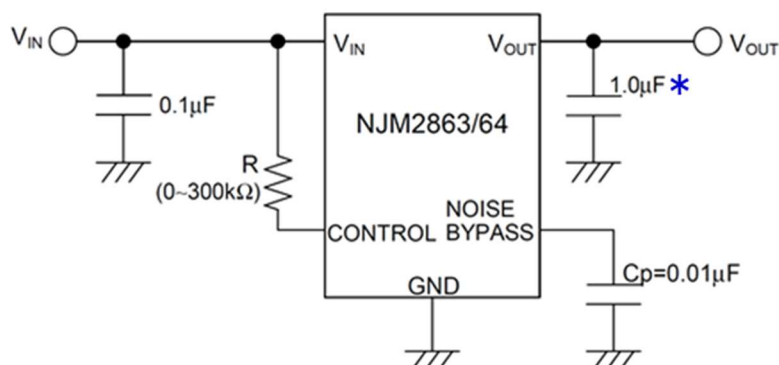 VIN
VIN
VOUT
VOUT
1.0µF *
0.1µF
NJM2863/64
R
(0~300kΩ)
CONTROL
NOISE
BYPASS
Cp=0.01µF
GND